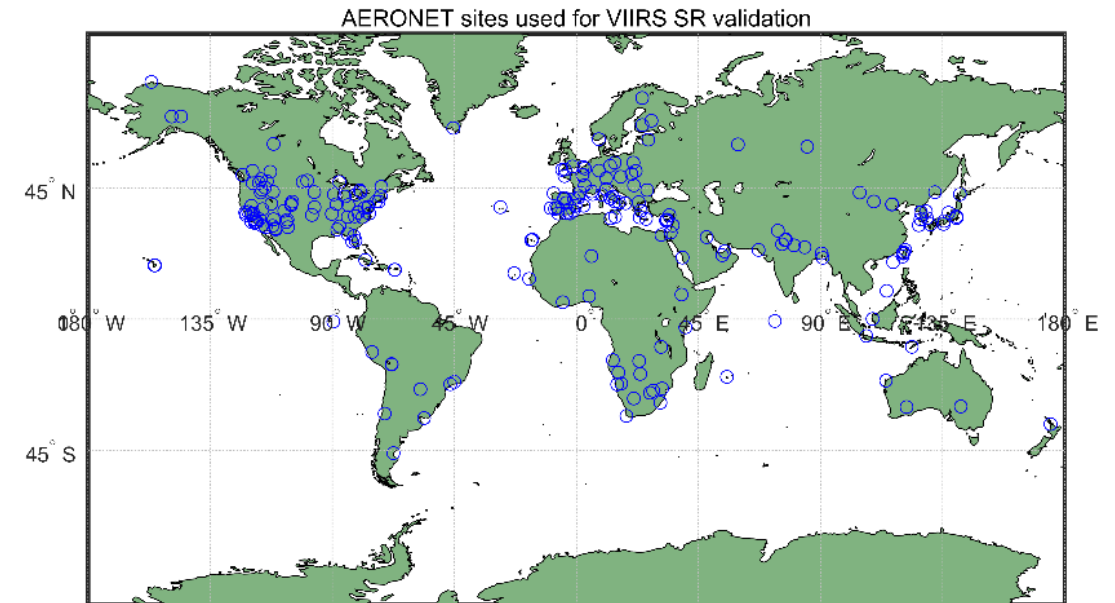 AERONET sites used for VIIRS SR validation
45° N
180° W 135° W 90° W 45° W 0° 45° E 90° E 135° E 180° E
45° S